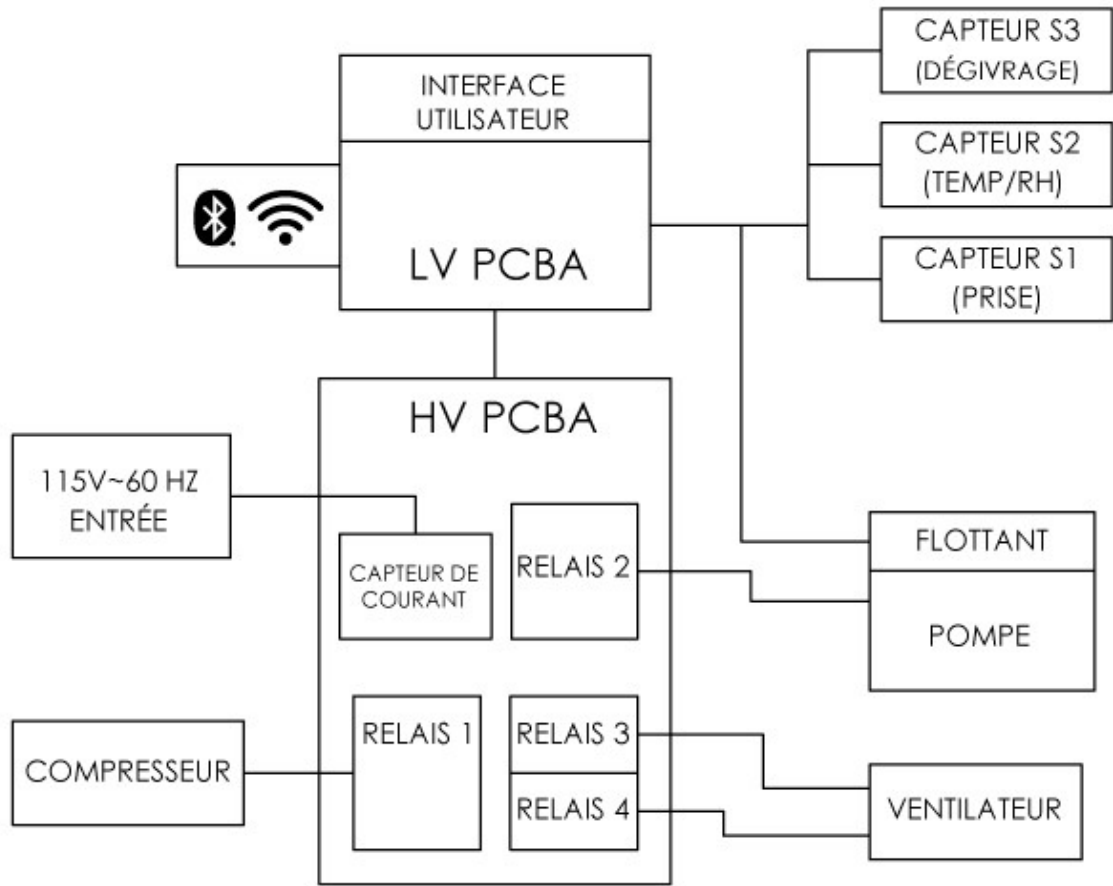 INTERFACE
UTILISATEUR
LV PCBA
CAPTEUR S3
(DÉGIVRAGE)
CAPTEUR S2
(TEMP/RH)
CAPTEUR S1
(PRISE)
HV PCBA
115V~60 HZ
ENTRÉE
CAPTEUR DE
COURANT
RELAIS 2
FLOTTANT
POMPE
COMPRESSEUR
RELAIS 1
RELAIS 3
RELAIS 4
VENTILATEUR